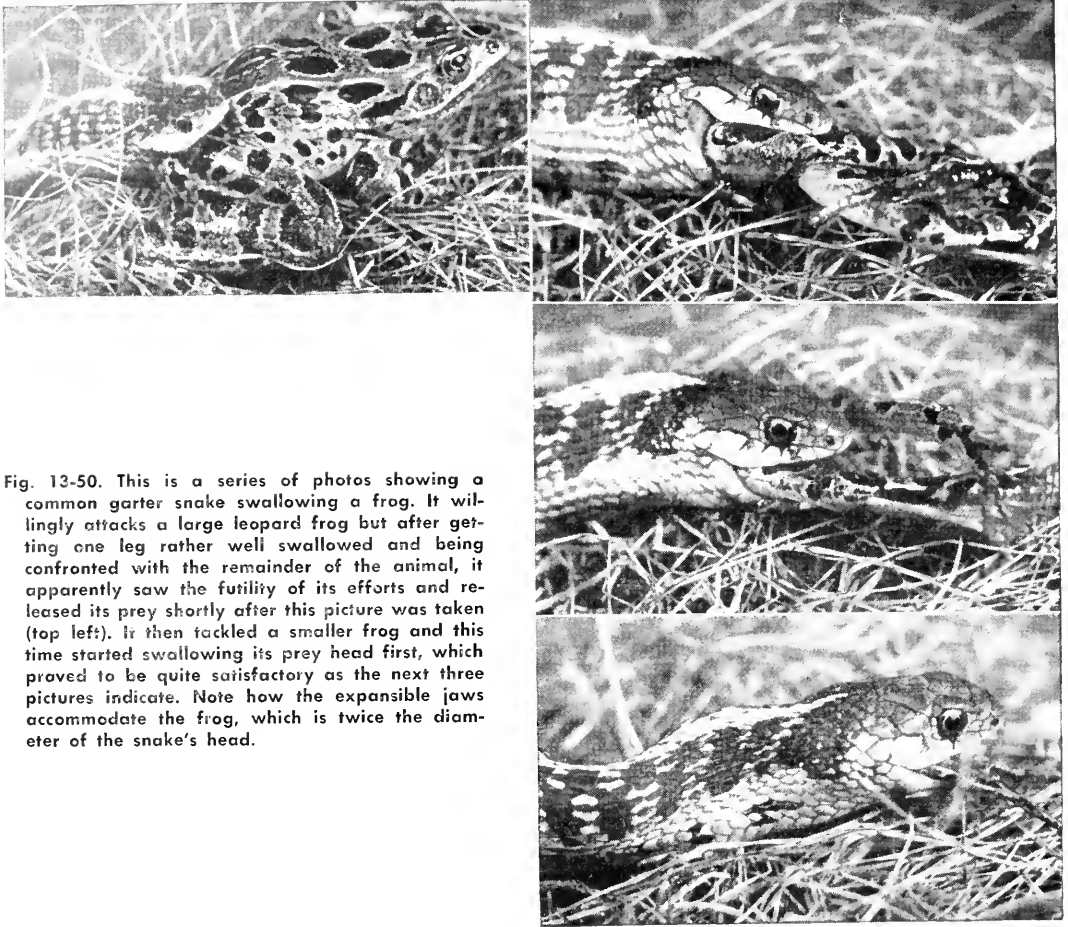 Fig. 13-50. This is a series of photos showing a
common garter snake swallowing a frog. It wil-
lingly attacks a large leopard frog but after get-
ting one leg rather well swallowed and being
confronted with the remainder of the animal, it
apparently saw the futility of its efforts and re-
leased its prey shortly after this picture was taken
(top left). It then tackled a smaller frog and this
time started swallowing its prey head first, which
proved to be quite satisfactory as the next three
pictures indicate. Note how the expansible jaws
accommodate the frog, which is twice the diam-
eter of the snake's head.